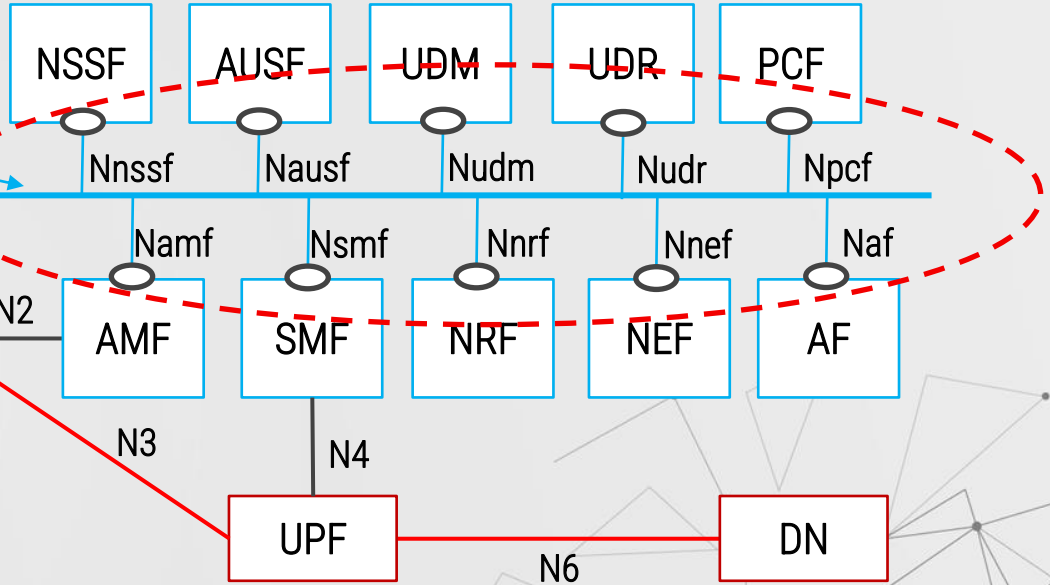 NSSF
AUSF
UDM
UDR
PCF
Nnssf
Nausf
Nudm
Nudr
Npcf
Namf
Nsmf
Nnrf
Nnef
Naf
N2
AMF
SMF
NRF
NEF
AF
N3
N4
UPF
DN
N6